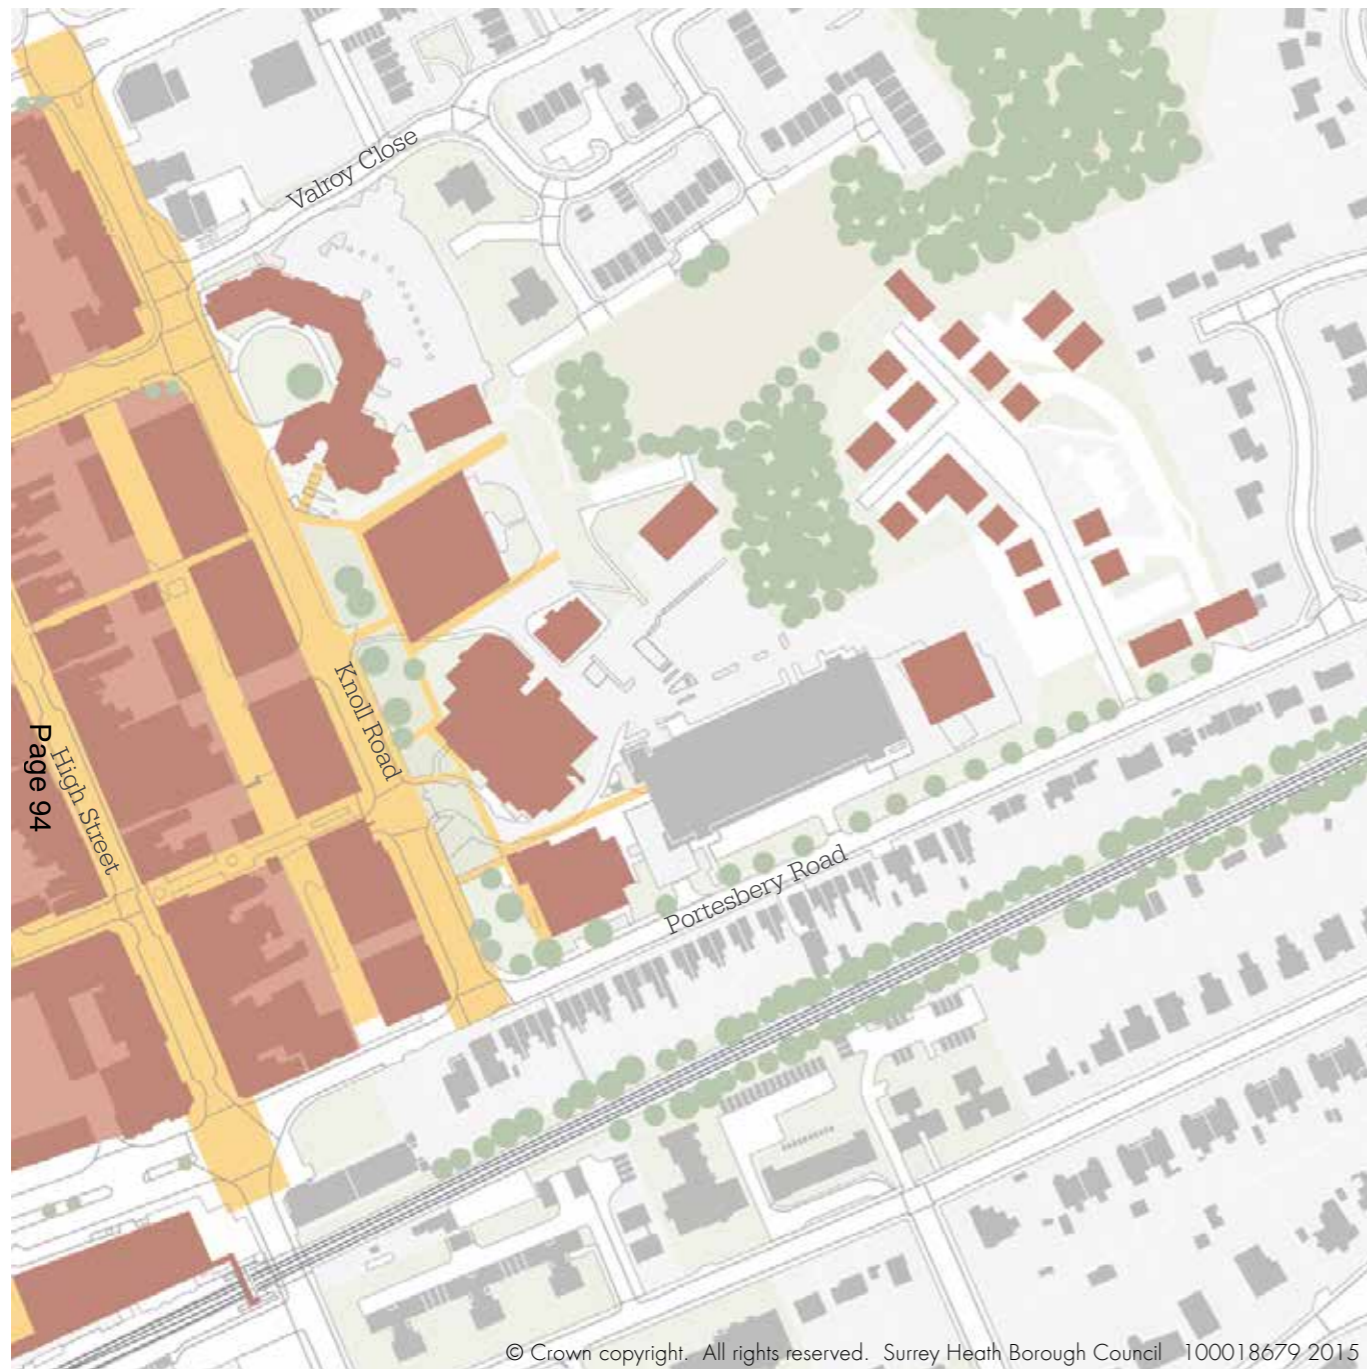 Valroy Close
Knoll Road
High Street
Page 94
Portesbery Road
© Crown copyright. All rights reserved. Surrey Heath Borough Council 100018679 2015